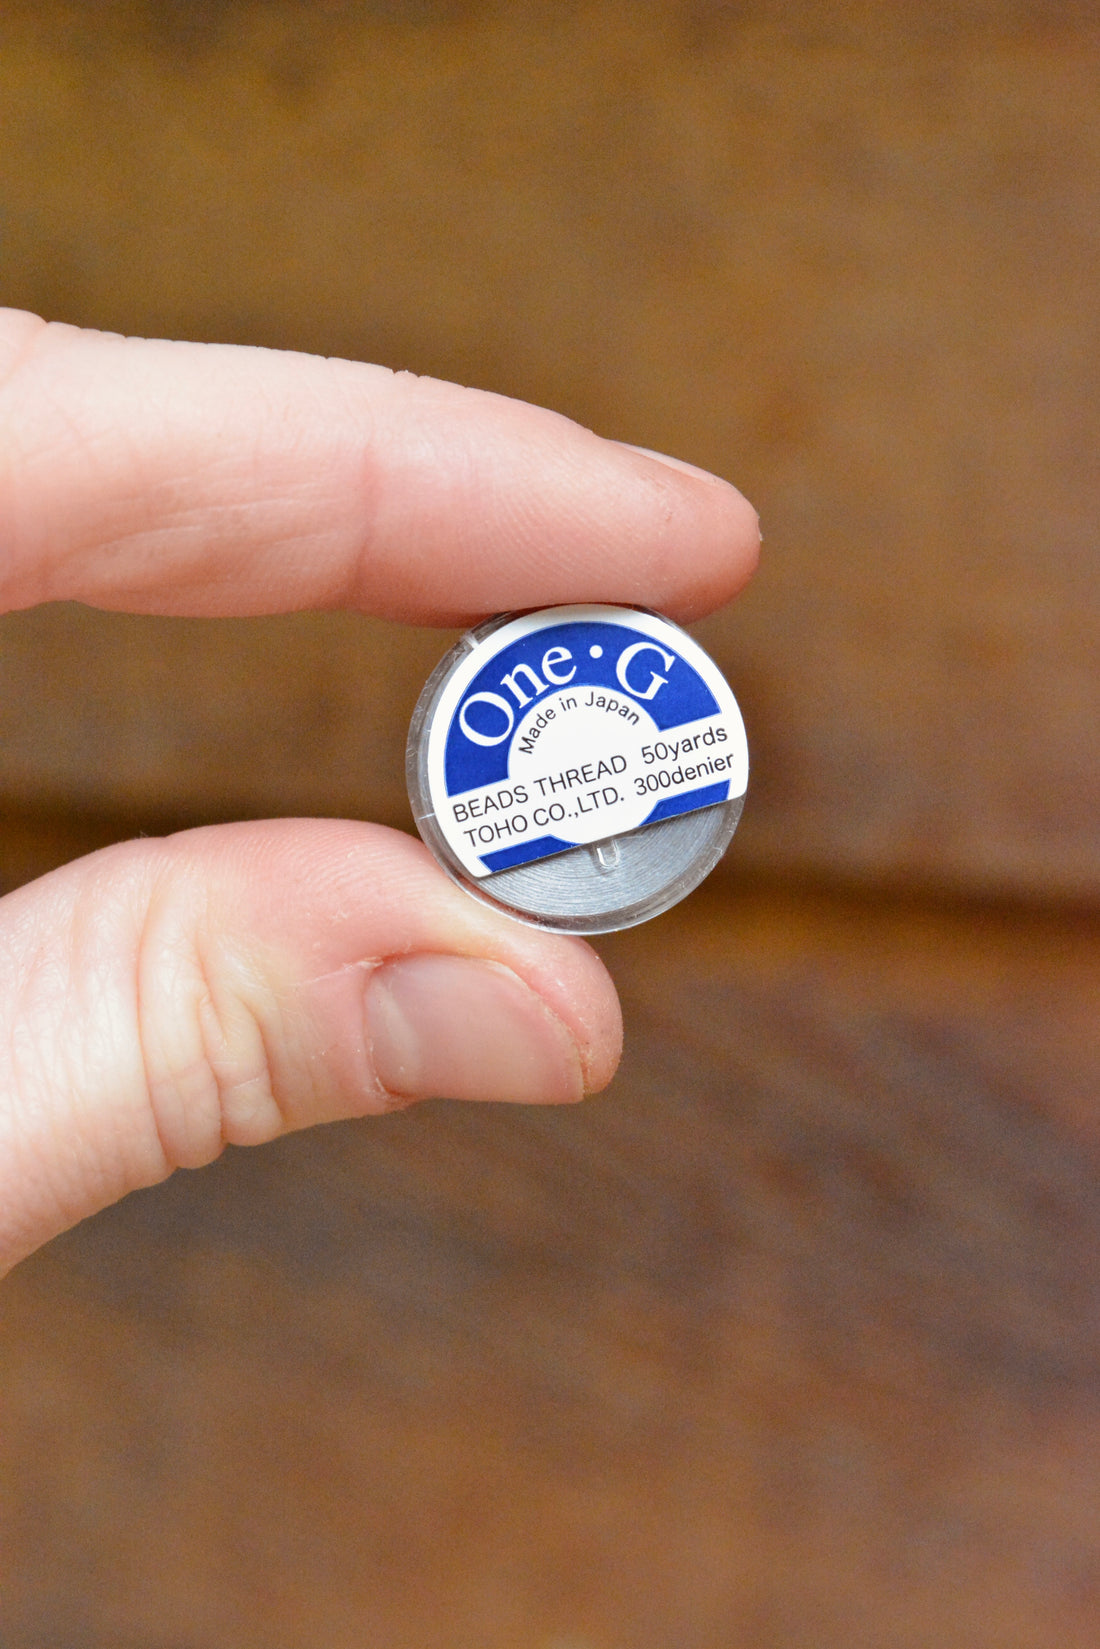 One • G
Made in Japan
BEADS THREAD 50yards
TOHO CO.,LTD. 300denier